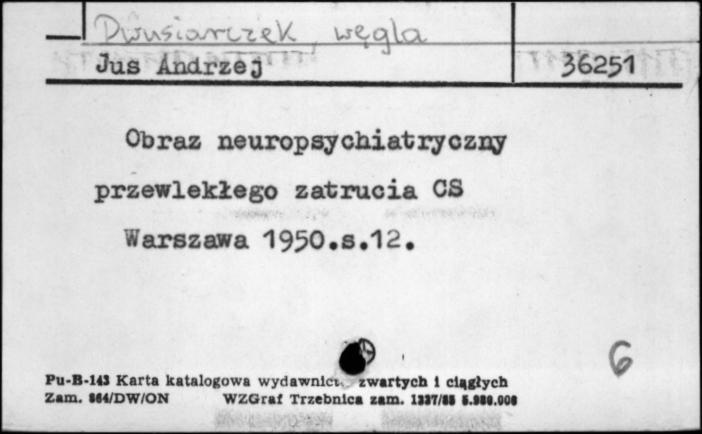 Dwusiarczek węgla
Jus Andrzej 36251
Obraz neuropsychiatryczny
przewlekłego zatrucia CS
Warszawa 1950.s.12.
6
Pu-B-143 Karta katalogowa wydawnict. zwartych i ciągłych
Zam. 864/DW/ON WZGraf Trzebnica zam. 1337/85 5.000.000